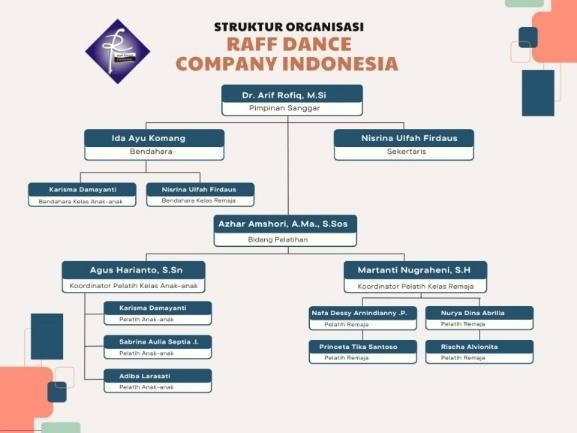 STRUKTUR ORGANISASI
RAFF DANCE
COMPANY INDONESIA
Dr. Arif Rofiq, M.Si
Pimpinan Sanggar
Ida Ayu Komang
Bendahara
Nisrina Ulfah Firdaus
Sekertaris
Karisma Damayanti
Bendahara Kelas Anak-anak
Nisrina Ulfah Firdaus
Bendahara Kelas Remaja
Azhar Amshori, A.Ma., S.Sos
Bidang Pelatihan
Agus Harianto, S.Sn
Koordinator Pelatih Kelas Anak-anak
Martanti Nugraheni, S.H
Koordinator Pelatih Kelas Remaja
Karisma Damayanti
Pelatih Anak-anak
Sabrine Aulia Septia .I.
Pelatih Anak-anak
Adiba Larasati
Pelatih Anak-anak
Nafa Dessy Arnindianny .P.
Pelatih Remaja
Nurya Dina Abrilia
Pelatih Remaja
Princeta Tika Santoso
Pelatih Remaja
Rischa Alvionita
Pelatih Remaja